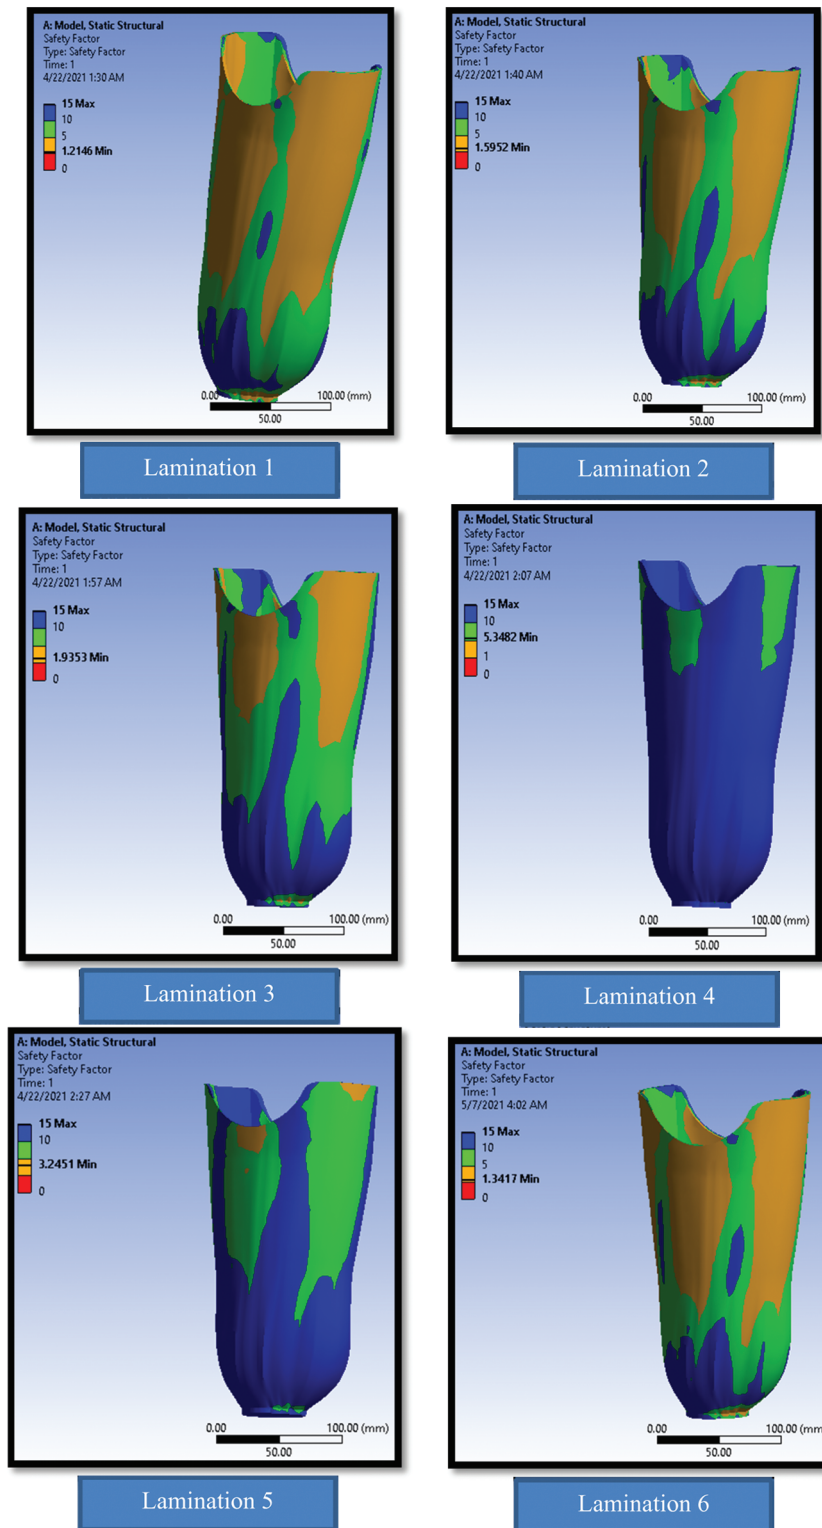 A: Model, Static Structural
Safety Factor
Type: Safety Factor
Time: 1
4/22/2021 1:30 AM
15 Max
10
5
1.2146 Min
0
0.00 100.00 (mm)
50.00
Lamination 1
A: Model, Static Structural
Safety Factor
Type: Safety Factor
Time: 1
4/22/2021 1:40 AM
15 Max
10
5
1.5952 Min
0
0.00 100.00 (mm)
50.00
Lamination 2
A: Model, Static Structural
Safety Factor
Type: Safety Factor
Time: 1
4/22/2021 1:57 AM
15 Max
10
1.9353 Min
0
0.00 100.00 (mm)
50.00
Lamination 3
A: Model, Static Structural
Safety Factor
Type: Safety Factor
Time: 1
4/22/2021 2:07 AM
15 Max
10
5.3482 Min
1
0
0.00 100.00 (mm)
50.00
Lamination 4
A: Model, Static Structural
Safety Factor
Type: Safety Factor
Time: 1
4/22/2021 2:27 AM
15 Max
10
3.2451 Min
0
0.00 100.00 (mm)
50.00
Lamination 5
A: Model, Static Structural
Safety Factor
Type: Safety Factor
Time: 1
5/7/2021 4:02 AM
15 Max
10
5
1.3417 Min
0
0.00 100.00 (mm)
50.00
Lamination 6